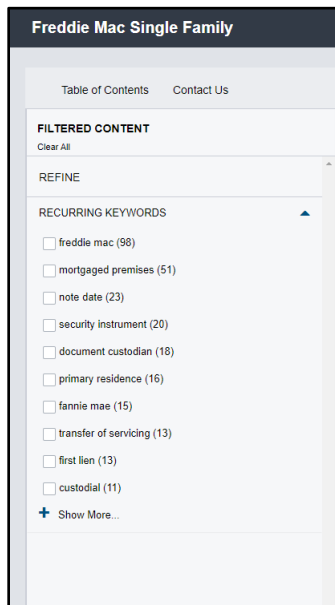 Freddie Mac Single Family
Table of Contents Contact Us
FILTERED CONTENT
Clear All
REFINE
RECURRING KEYWORDS
freddie mac (98)
mortgaged premises (51)
note date (23)
security instrument (20)
document custodian (18)
primary residence (16)
fannie mae (15)
transfer of servicing (13)
first lien (13)
custodial (11)
Show More...